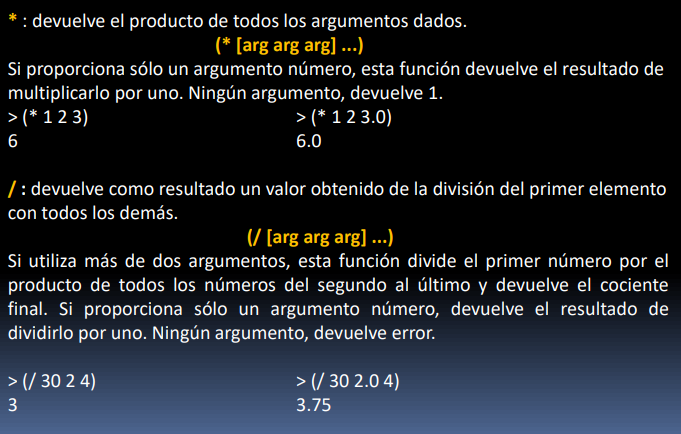 * : devuelve el producto de todos los argumentos dados.
(* [arg arg arg] ...)
Si proporciona sólo un argumento número, esta función devuelve el resultado de
multiplicarlo por uno. Ningún argumento, devuelve 1.
> (* 1 2 3) > (* 1 2 3.0)
6 6.0
/ : devuelve como resultado un valor obtenido de la división del primer elemento
con todos los demás.
(/ [arg arg arg] ...)
Si utiliza más de dos argumentos, esta función divide el primer número por el
producto de todos los números del segundo al último y devuelve el cociente
final. Si proporciona sólo un argumento número, devuelve el resultado de
dividirlo por uno. Ningún argumento, devuelve error.
> (/ 30 2 4) > (/ 30 2.0 4)
3 3.75